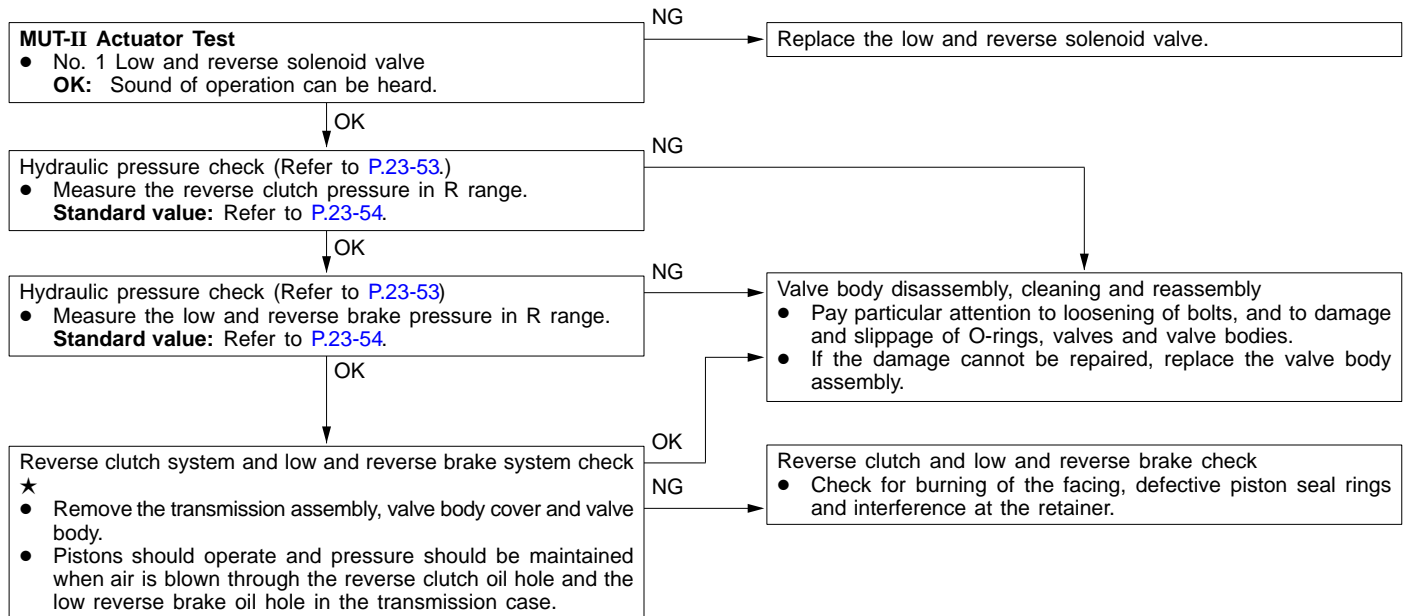 MUT-II Actuator Test
● No. 1 Low and reverse solenoid valve
OK: Sound of operation can be heard.
NG
Replace the low and reverse solenoid valve.
OK
Hydraulic pressure check (Refer to P.23-53.)
● Measure the reverse clutch pressure in R range.
Standard value: Refer to P.23-54.
NG
OK
Hydraulic pressure check (Refer to P.23-53)
● Measure the low and reverse brake pressure in R range.
Standard value: Refer to P.23-54.
NG
Valve body disassembly, cleaning and reassembly
● Pay particular attention to loosening of bolts, and to damage
and slippage of O-rings, valves and valve bodies.
● If the damage cannot be repaired, replace the valve body
assembly.
OK
Reverse clutch system and low and reverse brake system check
★
● Remove the transmission assembly, valve body cover and valve
body.
● Pistons should operate and pressure should be maintained
when air is blown through the reverse clutch oil hole and the
low reverse brake oil hole in the transmission case.
OK
NG
Reverse clutch and low and reverse brake check
● Check for burning of the facing, defective piston seal rings
and interference at the retainer.